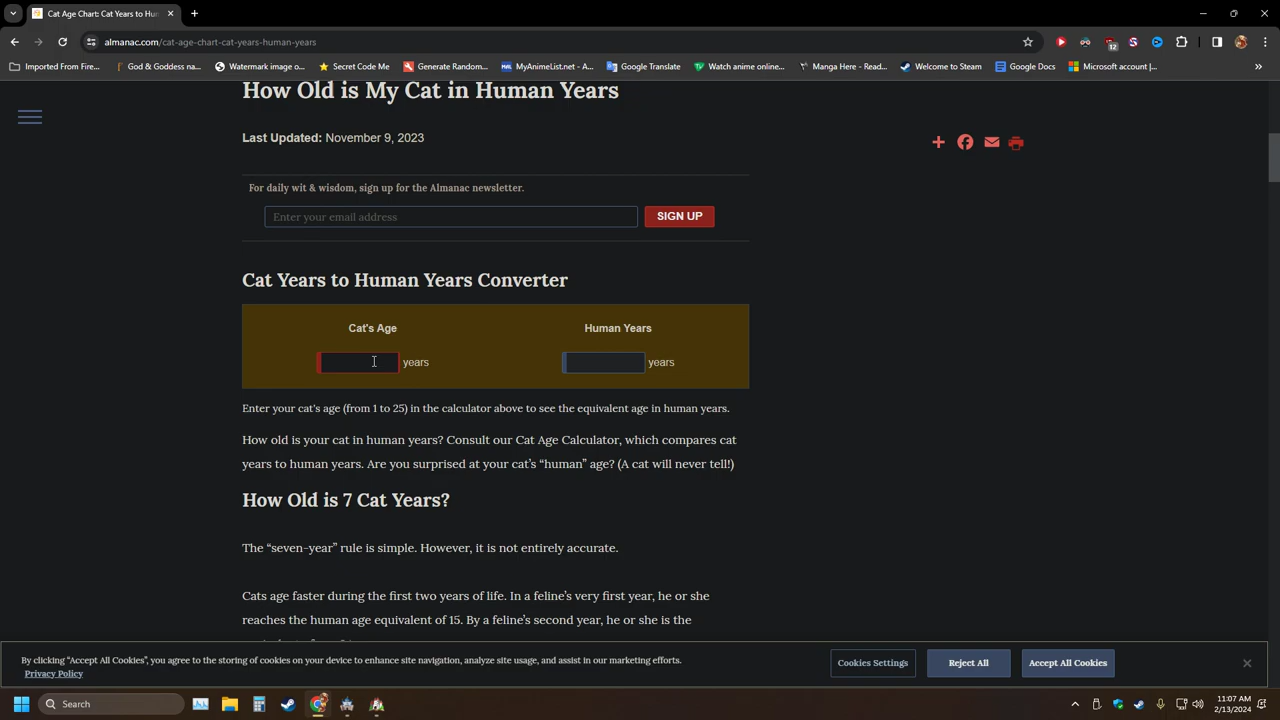 Cat Age Chart: Cat Years to Hum
almanac.com/cat-age-chart-cat-years-human-years
12
Imported From Fire...
God & Goddess na...
Watermark image o...
Secret Code Me
Generate Random...
MyAnimeList.net - A...
Google Translate
Watch anime online...
Manga Here - Read...
Welcome to Steam
Google Docs
Microsoft account |...
How Old is My Cat in Human Years
Last Updated: November 9, 2023
For daily wit & wisdom, sign up for the Almanac newsletter.
Enter your email address
SIGN UP
Cat Years to Human Years Converter
Cat's Age
Human Years
years
years
Enter your cat's age (from 1 to 25) in the calculator above to see the equivalent age in human years.
How old is your cat in human years? Consult our Cat Age Calculator, which compares cat
years to human years. Are you surprised at your cat's “human” age? (A cat will never tell!)
How Old is 7 Cat Years?
The “seven-year” rule is simple. However, it is not entirely accurate.
Cats age faster during the first two years of life. In a feline’s very first year, he or she
reaches the human age equivalent of 15. By a feline’s second year, he or she is the
By clicking “Accept All Cookies”, you agree to the storing of cookies on your device to enhance site navigation, analyze site usage, and assist in our marketing efforts.
Privacy Policy
Cookies Settings
Reject All
Accept All Cookies
Search
11:07 AM
2/13/2024